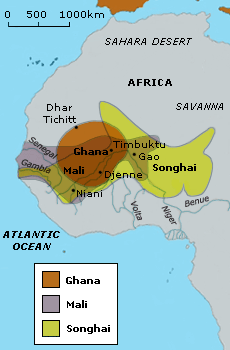 0 500 1000km
SAHARA DESERT
AFRICA
SAVANNA
Dhar
Tichitt
Senegal
Ghana
Timbuktu
Gao
Gambia
Mali
Djenne
Songhai
Niani
Volta
Niger
Benue
ATLANTIC
OCEAN
Ghana
Mali
Songhai